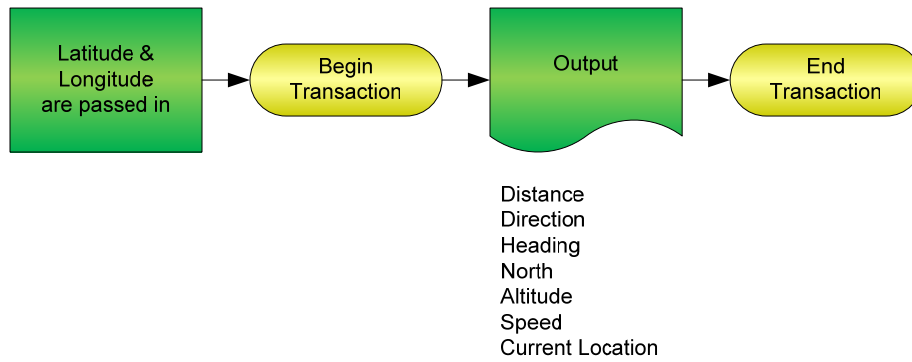 Latitude &
Longitude
are passed in
Begin
Transaction
Output
End
Transaction
Distance
Direction
Heading
North
Altitude
Speed
Current Location